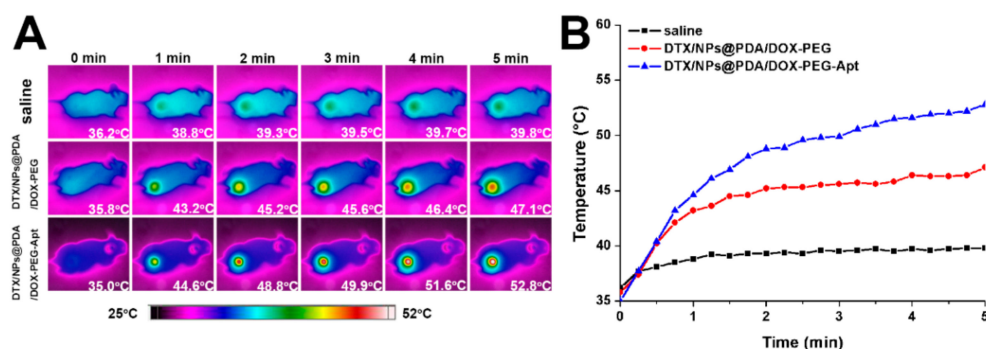 A
0 min 1 min 2 min 3 min 4 min 5 min
saline
36.2°C 38.8°C 39.3°C 39.5°C 39.7°C 39.8°C
DTX/NPs@PDA
/DOX-PEG
35.8°C 43.2°C 45.2°C 45.6°C 46.4°C 47.1°C
DTX/NPs@PDA
/DOX-PEG-Apt
35.0°C 44.6°C 48.8°C 49.9°C 51.6°C 52.8°C
25°C 52°C
B
saline
DTX/NPs@PDA/DOX-PEG
DTX/NPs@PDA/DOX-PEG-Apt
Temperature (°C)
60
55
50
45
40
35
0 1 2 3 4 5
Time (min)